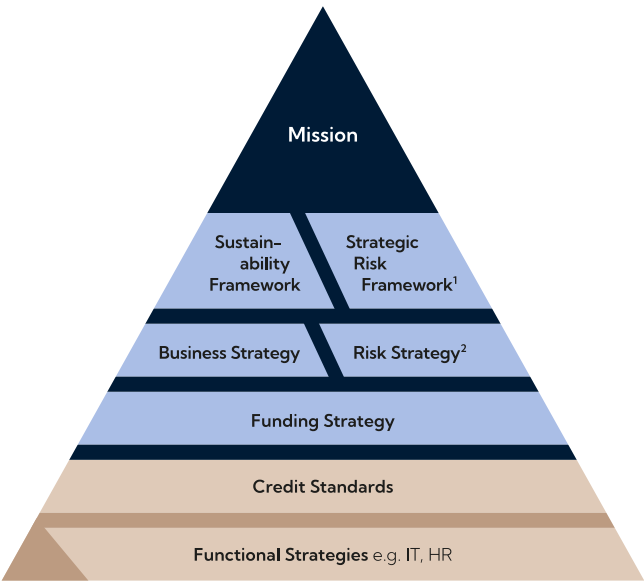 Mission
Sustain-
ability
Framework
Strategic
Risk
Framework¹
Business Strategy
Risk Strategy²
Funding Strategy
Credit Standards
Functional Strategies e.g. IT, HR